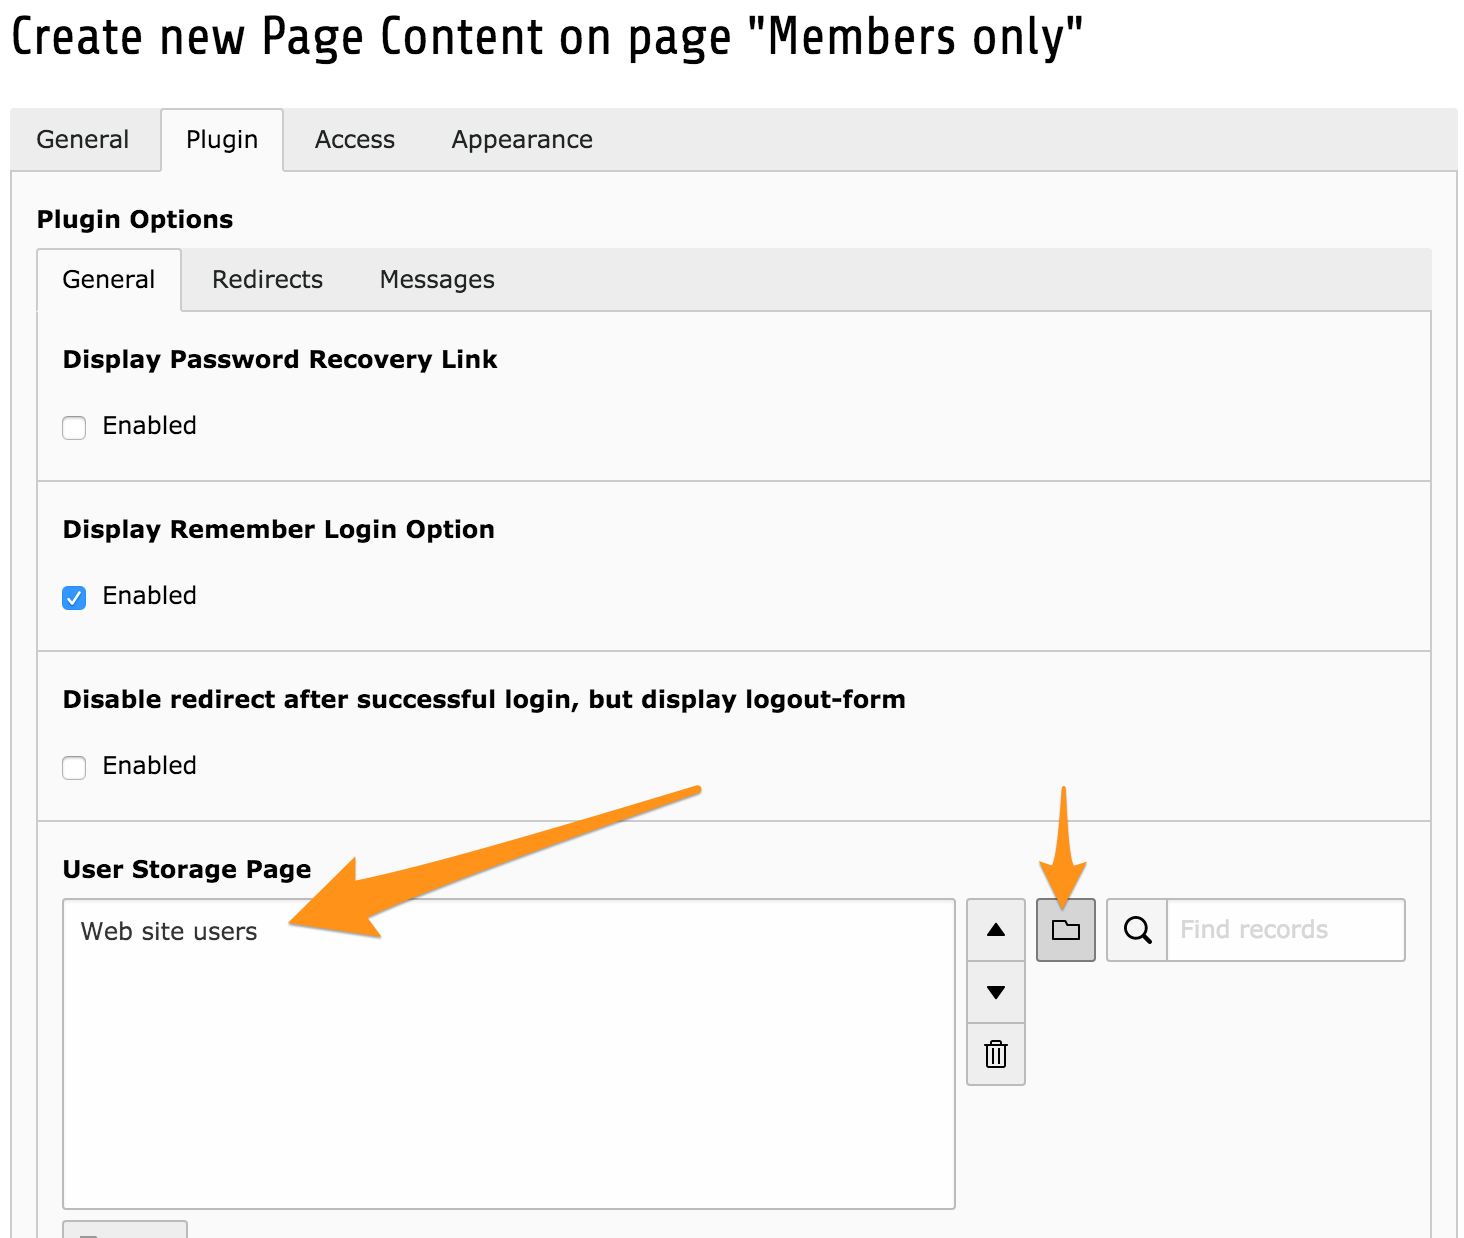 Create new Page Content on page "Members only"
General Plugin Access Appearance
Plugin Options
General Redirects Messages
Display Password Recovery Link
Enabled
Display Remember Login Option
Enabled
Disable redirect after successful login, but display logout-form
Enabled
User Storage Page
Web site users
Find records